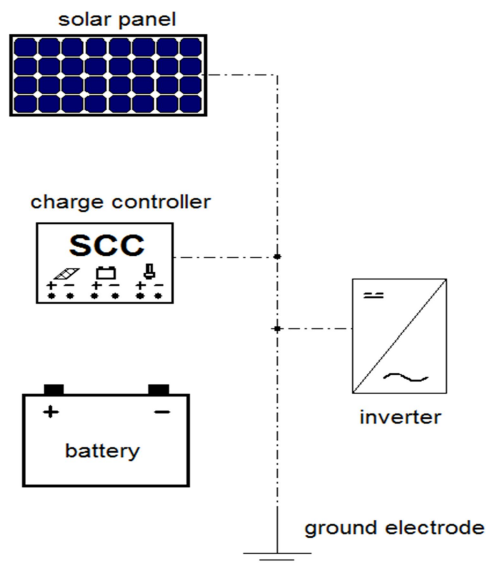 solar panel
charge controller
SCC
+ − + − + −
+ −
battery
inverter
ground electrode